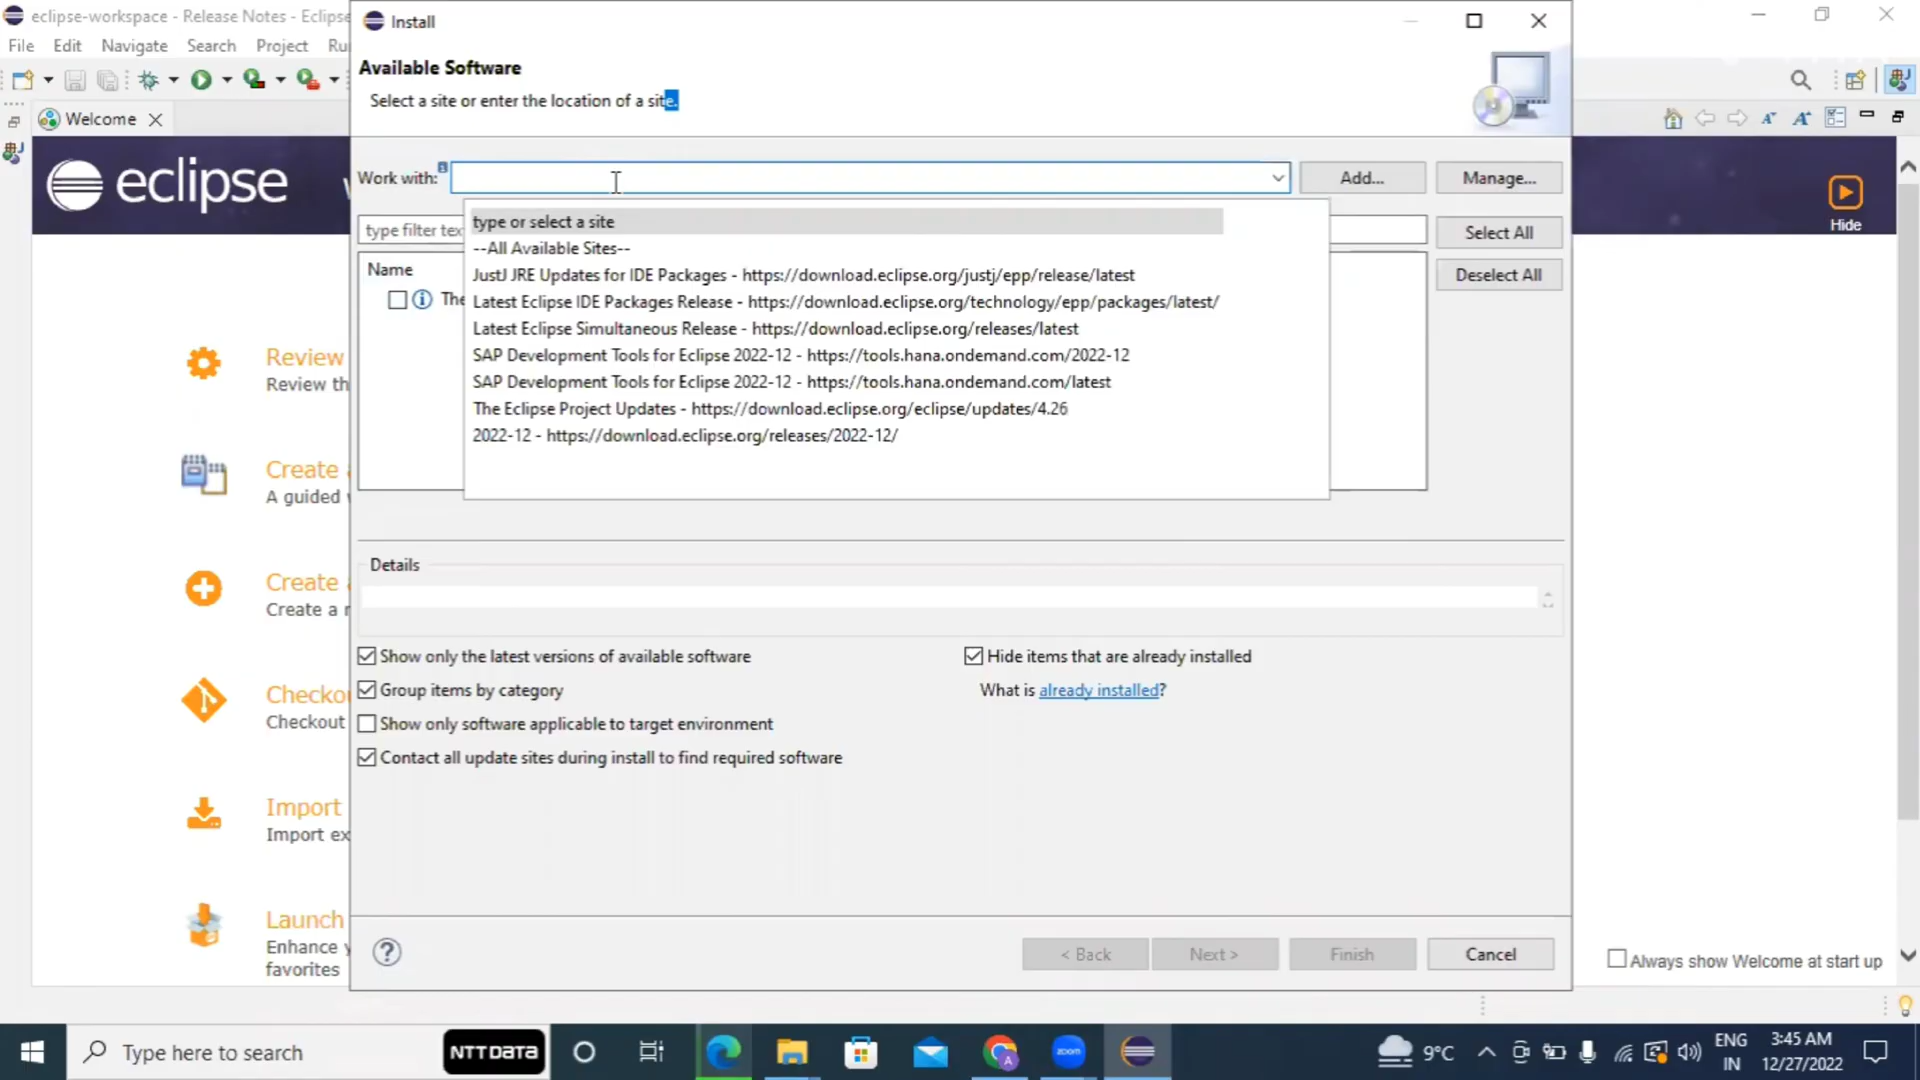 eclipse-workspace - Release Notes - Eclipse
Install
File Edit Navigate Search Project Ru
Available Software
Select a site or enter the location of a site.
Welcome
eclipse
Hide
Work with:
Add...
Manage...
type filter tex
Select All
Deselect All
Name
The
type or select a site
--All Available Sites--
JustJ JRE Updates for IDE Packages - https://download.eclipse.org/justj/epp/release/latest
Latest Eclipse IDE Packages Release - https://download.eclipse.org/technology/epp/packages/latest/
Latest Eclipse Simultaneous Release - https://download.eclipse.org/releases/latest
SAP Development Tools for Eclipse 2022-12 - https://tools.hana.ondemand.com/2022-12
SAP Development Tools for Eclipse 2022-12 - https://tools.hana.ondemand.com/latest
The Eclipse Project Updates - https://download.eclipse.org/eclipse/updates/4.26
2022-12 - https://download.eclipse.org/releases/2022-12/
Review
Review th
Create
A guided
Create
Create a
Checko
Checkout
Import
Import ex
Launch
Enhance y
favorites
Details
Show only the latest versions of available software
Group items by category
Show only software applicable to target environment
Contact all update sites during install to find required software
Hide items that are already installed
What is already installed?
< Back
Next >
Finish
Cancel
Always show Welcome at start up
Type here to search
NTT DATA
zoom
9°C
ENG
IN
3:45 AM
12/27/2022